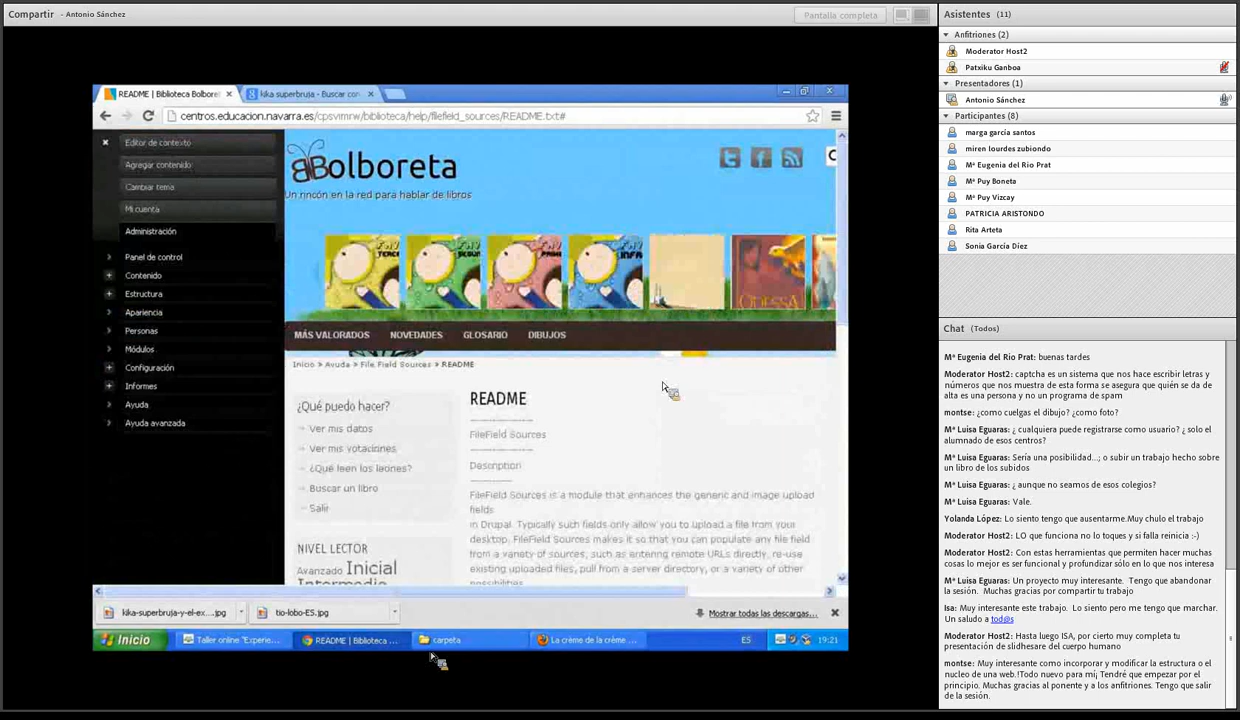 Compartir - Antonio Sánchez
Pantalla completa
README | Biblioteca Bolbore
kika superbruja - Buscar con
centros.educacion.navarra.es/cpsvimrw/biblioteca/help/filefield_sources/README.txt#
Editor de contexto
Agregar contenido
Cambiar tema
Mi cuenta
Administración
Panel de control
Contenido
Estructura
Apariencia
Personas
Módulos
Configuración
Informes
Ayuda
Ayuda avanzada
Bolboreta
Un rincón en la red para hablar de libros
ODESSA
MÁS VALORADOS NOVEDADES GLOSARIO DIBUJOS
Inicio » Ayuda » File Field Sources » README
¿Qué puedo hacer?
Ver mis datos
Ver mis votaciones
¿Qué leen los leones?
Buscar un libro
Salir
NIVEL LECTOR
Avanzado Inicial
Intermedio
README
FileField Sources
Description
FileField Sources is a module that enhances the generic and image upload
fields
in Drupal. Typically such fields only allow you to upload a file from your
desktop. FileField Sources makes it so that you can populate any file field
from a variety of sources, such as entering remote URLs directly, re-use
existing uploaded files, pull from a server directory, or a variety of other
possibilities.
kika-superbruja-y-el-ex....jpg
tio-lobo-ES.jpg
Mostrar todas las descargas...
Inicio
Taller online "Experie...
README | Biblioteca ...
carpeta
La crème de la crème ...
ES
19:21
Asistentes (11)
Anfitriones (2)
Moderator Host2
Patxiku Ganboa
Presentadores (1)
Antonio Sánchez
Participantes (8)
marga garcía santos
miren lourdes zubiondo
Mª Eugenia del Rio Prat
Mª Puy Boneta
Mª Puy Vizcay
PATRICIA ARISTONDO
Rita Arteta
Sonia García Díez
Chat (Todos)
Mª Eugenia del Rio Prat: buenas tardes
Moderator Host2: captcha es un sistema que nos hace escribir letras y
números que nos muestra de esta forma se asegura que quién se da de
alta es una persona y no un programa de spam
montse: ¿como cuelgas el dibujo? ¿como foto?
Mª Luisa Eguaras: ¿ cualquiera puede registrarse como usuario? ¿ solo el
alumnado de esos centros?
Mª Luisa Eguaras: Sería una posibilidad...; o subir un trabajo hecho sobre
un libro de los subidos
Mª Luisa Eguaras: ¿ aunque no seamos de esos colegios?
Mª Luisa Eguaras: Vale.
Yolanda López: Lo siento tengo que ausentarme.Muy chulo el trabajo
Moderator Host2: LO que funciona no lo toques y si falla reinicia :-)
Moderator Host2: Con estas herramientas que permiten hacer muchas
cosas lo mejor es ser funcional y profundizar sólo en lo que nos interesa
Mª Luisa Eguaras: Un proyecto muy interesante. Tengo que abandonar
la sesión. Muchas gracias por compartir tu trabajo
Isa: Muy interesante este trabajo. Lo siento pero me tengo que marchar.
Un saludo a tod@s
Moderator Host2: Hasta luego ISA, por cierto muy completa tu
presentación de slidhesare del cuerpo humano
montse: Muy interesante como incorporar y modificar la estructura o el
nucleo de una web.!Todo nuevo para mí¡ Tendré que empezar por el
principio. Muchas gracias al ponente y a los anfitriones. Tengo que salir
de la sesión.